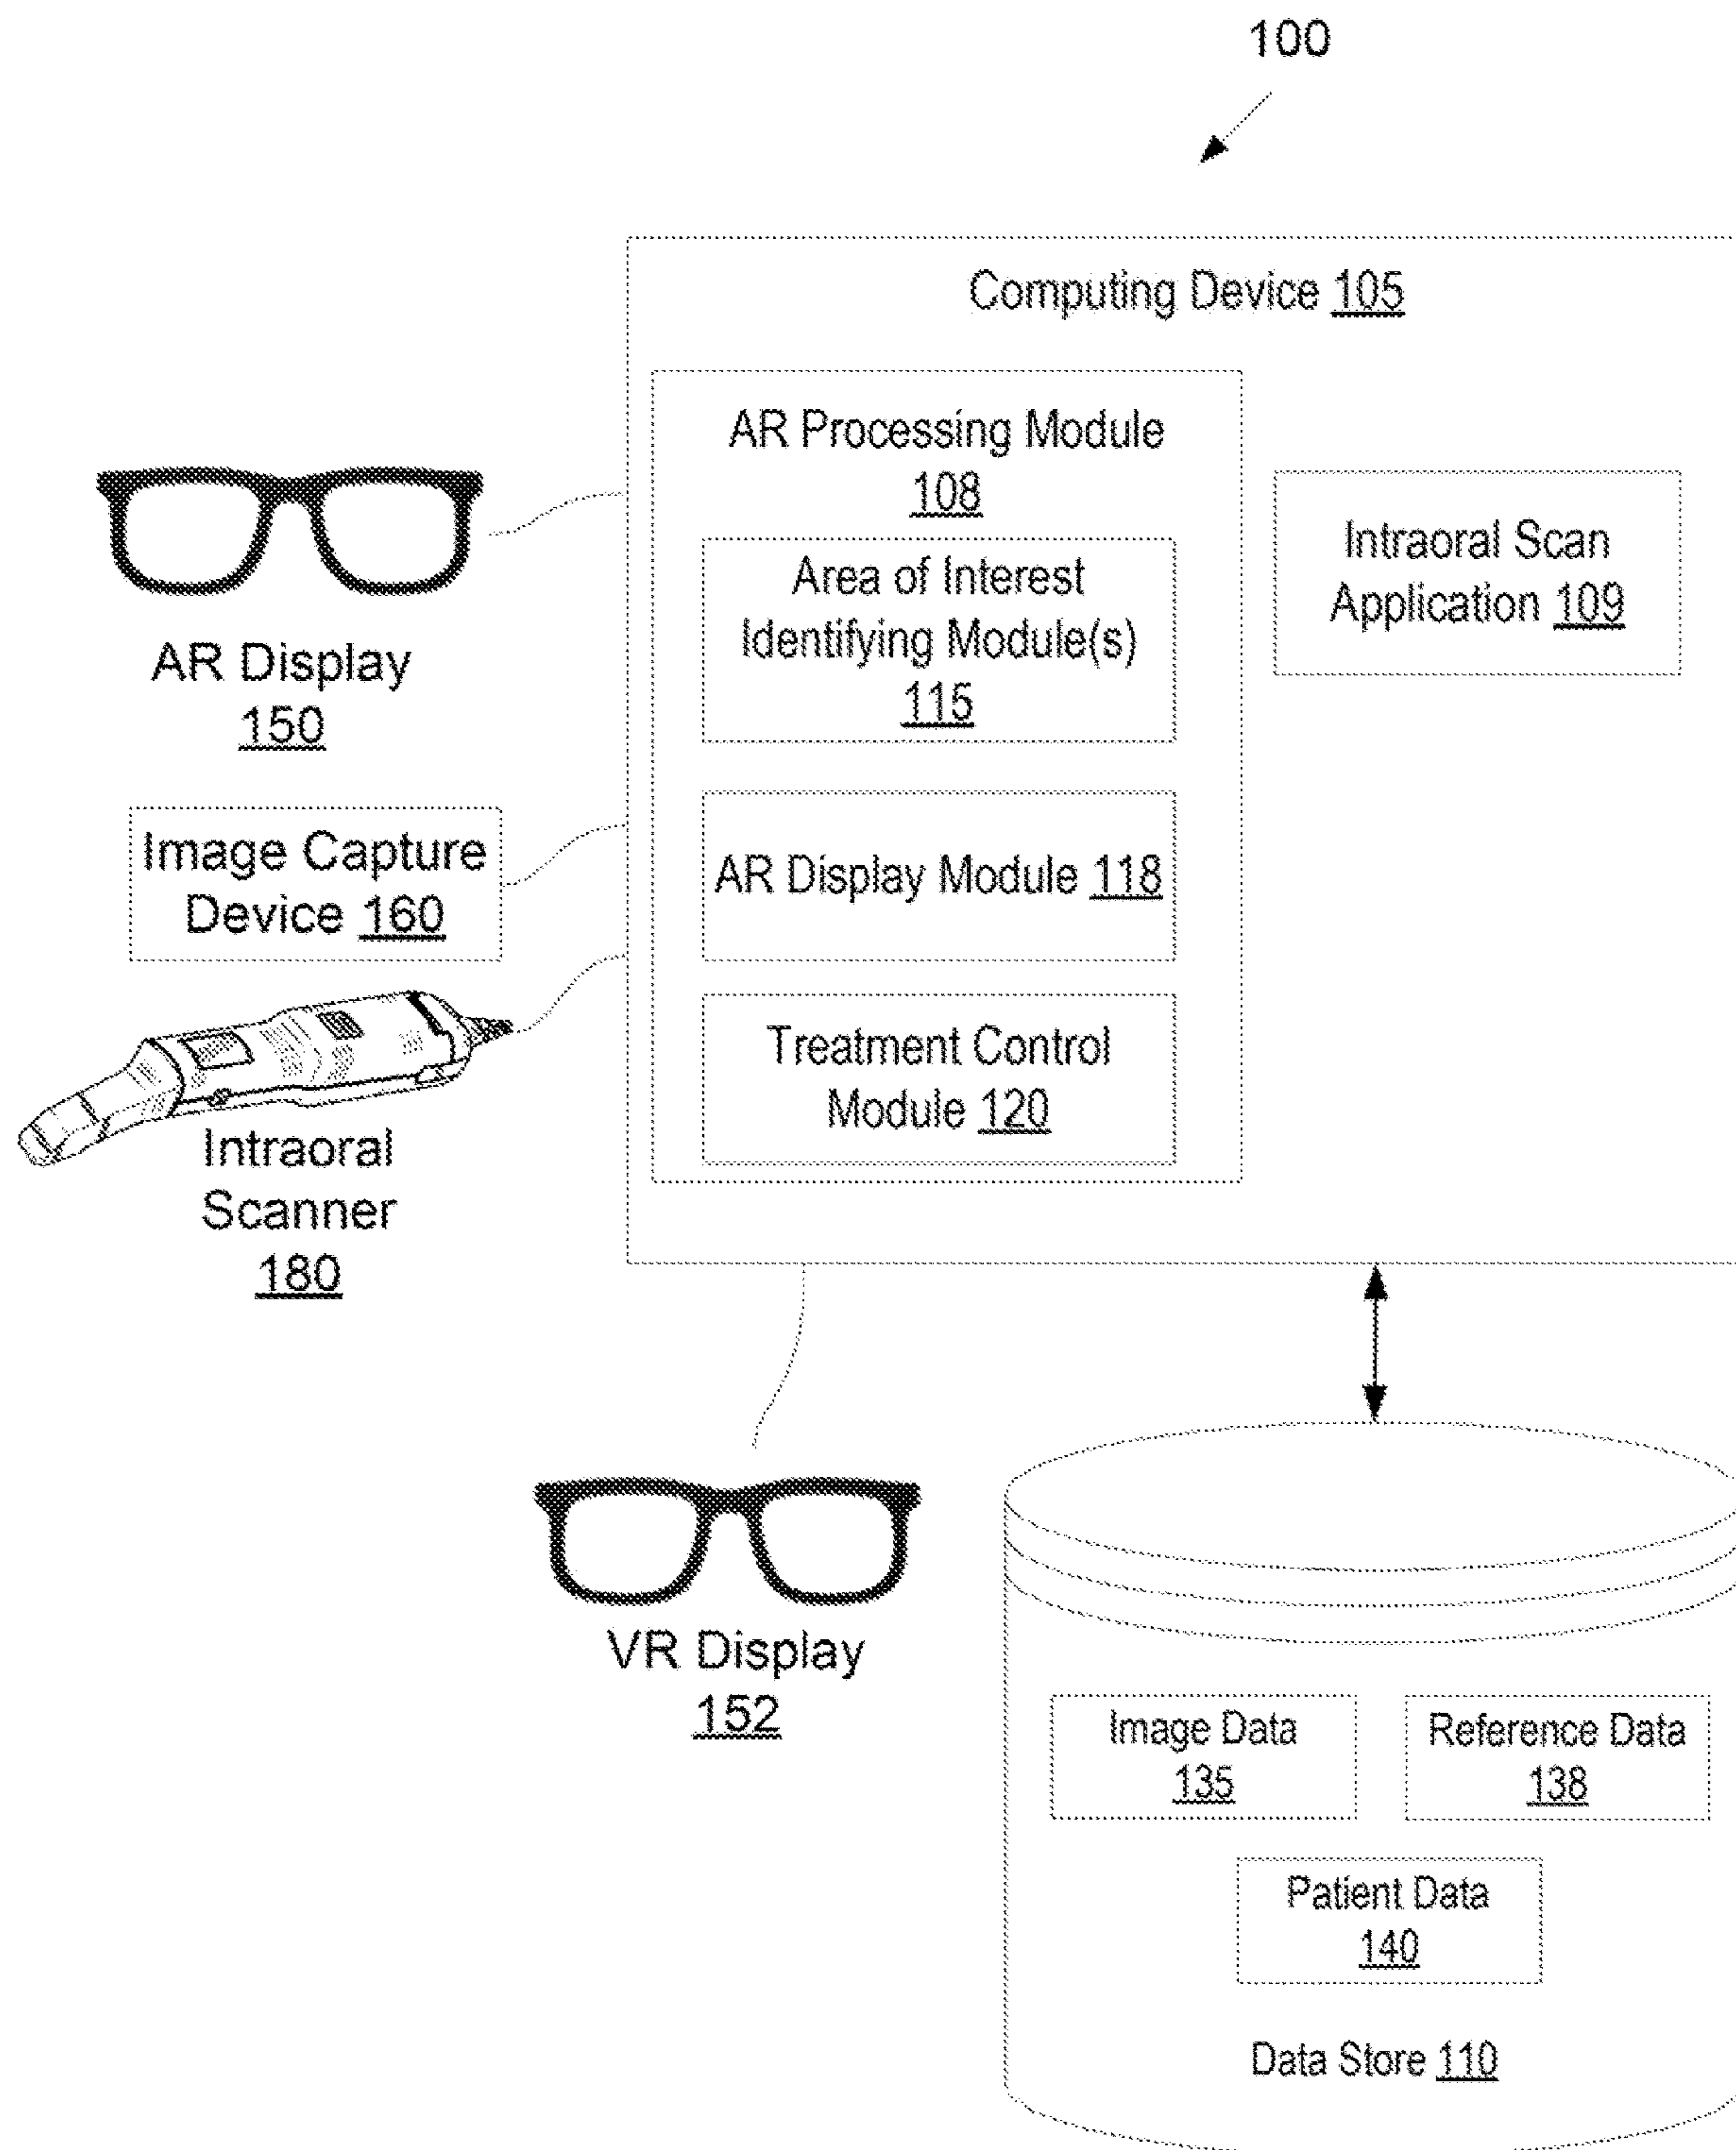 100
Computing Device 105
AR Processing Module
108
Area of Interest
Identifying Module(s)
115
AR Display Module 118
Treatment Control
Module 120
Intraoral Scan
Application 109
AR Display
150
Image Capture
Device 160
Intraoral
Scanner
180
VR Display
152
Image Data
135
Reference Data
138
Patient Data
140
Data Store 110